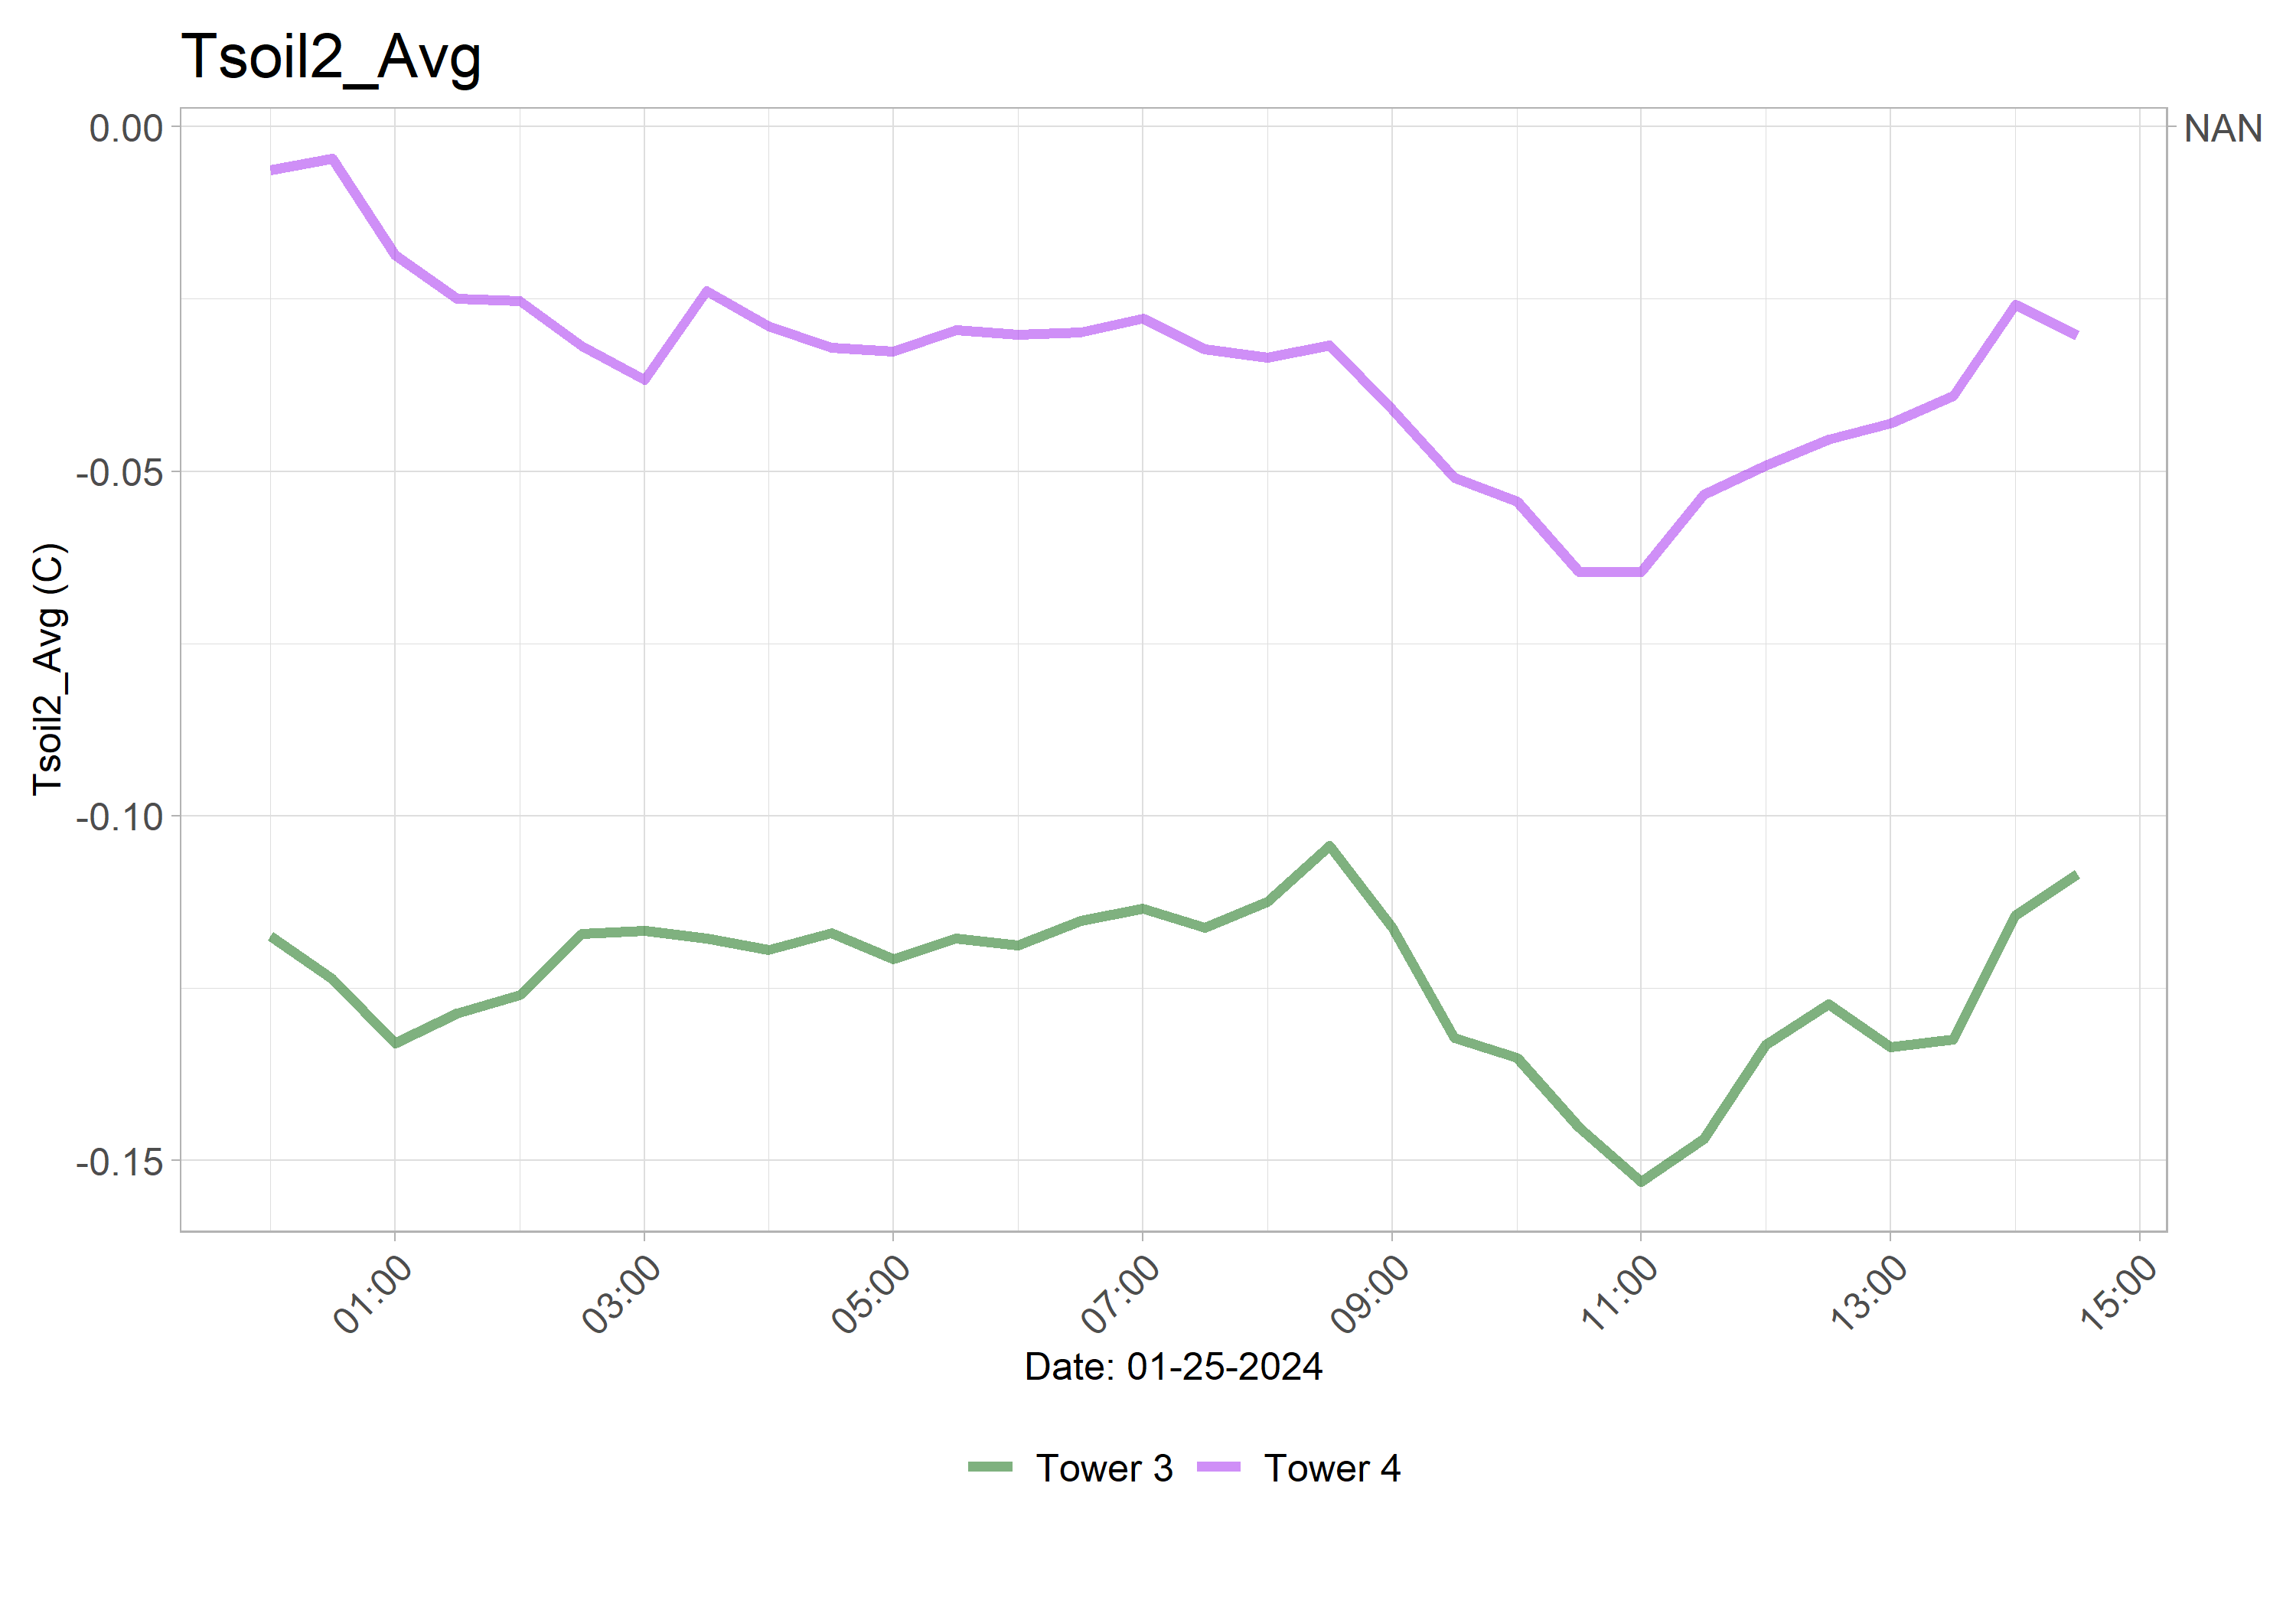 Tsoil2_Avg
0.00
NAN
-0.05
-0.10
-0.15
Tsoil2_Avg (C)
01:00 03:00 05:00 07:00 09:00 11:00 13:00 15:00
Date: 01-25-2024
Tower 3 Tower 4